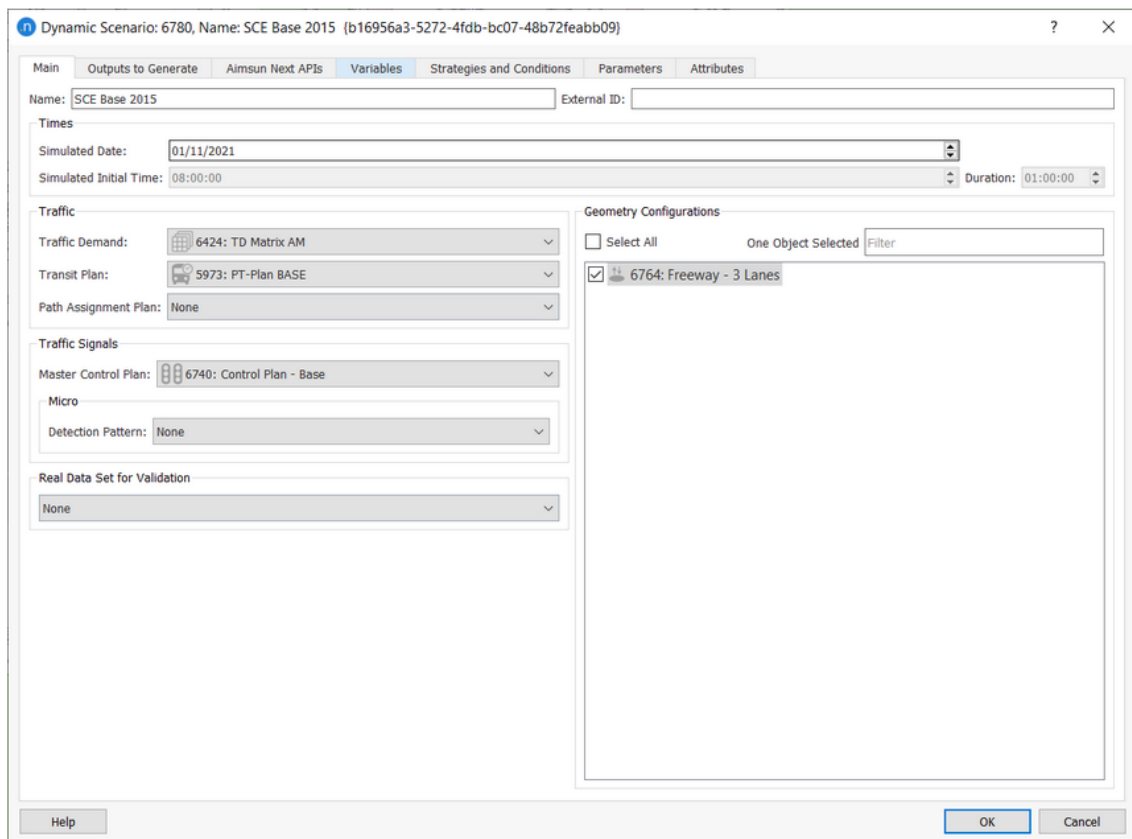 Dynamic Scenario: 6780, Name: SCE Base 2015 {b16956a3-5272-4fdb-bc07-48b72feabb09}
Main Outputs to Generate Aimsun Next APIs Variables Strategies and Conditions Parameters Attributes
Name: SCE Base 2015 External ID:
Times
Simulated Date: 01/11/2021
Simulated Initial Time: 08:00:00 Duration: 01:00:00
Traffic
Traffic Demand: 6424: TD Matrix AM
Transit Plan: 5973: PT-Plan BASE
Path Assignment Plan: None
Traffic Signals
Master Control Plan: 6740: Control Plan - Base
Micro
Detection Pattern: None
Real Data Set for Validation
None
Geometry Configurations
Select All One Object Selected Filter
6764: Freeway - 3 Lanes
Help OK Cancel